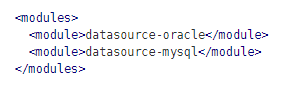 <modules>
  <module>datasource-oracle</module>
  <module>datasource-mysql</module>
</modules>